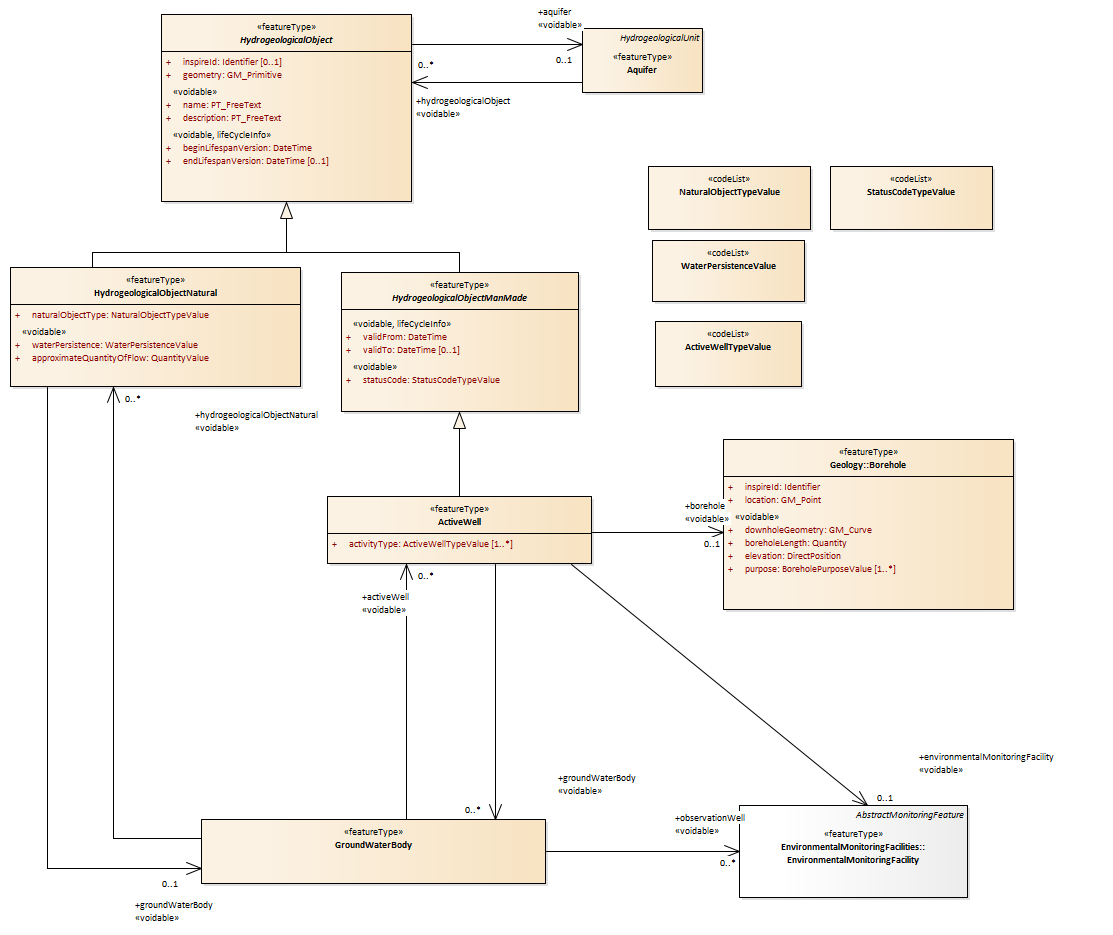 «featureType»
HydrogeologicalObject
+ inspireId: Identifier [0..1]
+ geometry: GM_Primitive
«voidable»
+ name: PT_FreeText
+ description: PT_FreeText
«voidable, lifeCycleInfo»
+ beginLifespanVersion: DateTime
+ endLifespanVersion: DateTime [0..1]
+aquifer
«voidable»
0..1
0..*
+hydrogeologicalObject
«voidable»
HydrogeologicalUnit
«featureType»
Aquifer
«codeList»
NaturalObjectTypeValue
«codeList»
StatusCodeTypeValue
«codeList»
WaterPersistenceValue
«codeList»
ActiveWellTypeValue
«featureType»
HydrogeologicalObjectNatural
+ naturalObjectType: NaturalObjectTypeValue
«voidable»
+ waterPersistence: WaterPersistenceValue
+ approximateQuantityOfFlow: QuantityValue
«featureType»
HydrogeologicalObjectManMade
«voidable, lifeCycleInfo»
+ validFrom: DateTime
+ validTo: DateTime [0..1]
«voidable»
+ statusCode: StatusCodeTypeValue
0..*
+hydrogeologicalObjectNatural
«voidable»
«featureType»
ActiveWell
+ activityType: ActiveWellTypeValue [1..*]
+borehole
«voidable»
0..1
«featureType»
Geology::Borehole
+ inspireId: Identifier
+ location: GM_Point
«voidable»
+ downholeGeometry: GM_Curve
+ boreholeLength: Quantity
+ elevation: DirectPosition
+ purpose: BoreholePurposeValue [1..*]
0..*
+activeWell
«voidable»
+environmentalMonitoringFacility
«voidable»
0..1
+groundWaterBody
«voidable»
0..*
+observationWell
«voidable»
0..*
AbstractMonitoringFeature
«featureType»
EnvironmentalMonitoringFacilities::
EnvironmentalMonitoringFacility
«featureType»
GroundWaterBody
0..1
+groundWaterBody
«voidable»